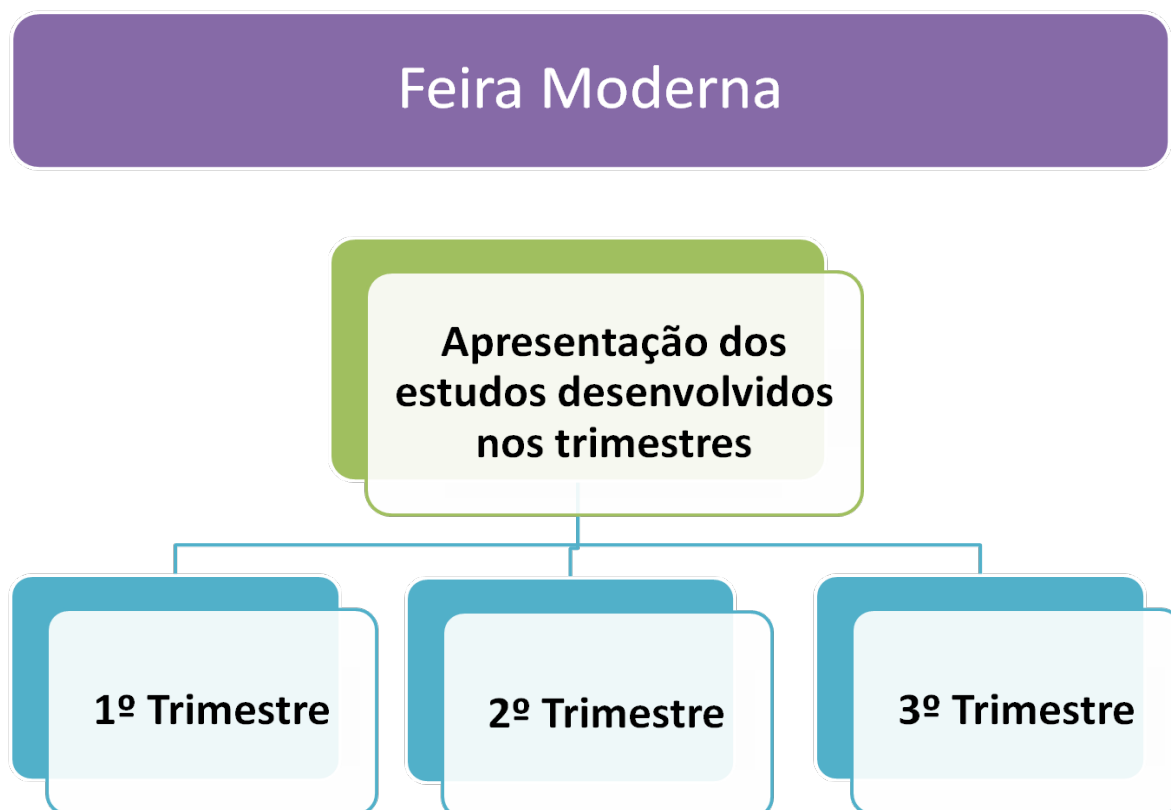 Feira Moderna
Apresentação dos
estudos desenvolvidos
nos trimestres
1º Trimestre
2º Trimestre
3º Trimestre